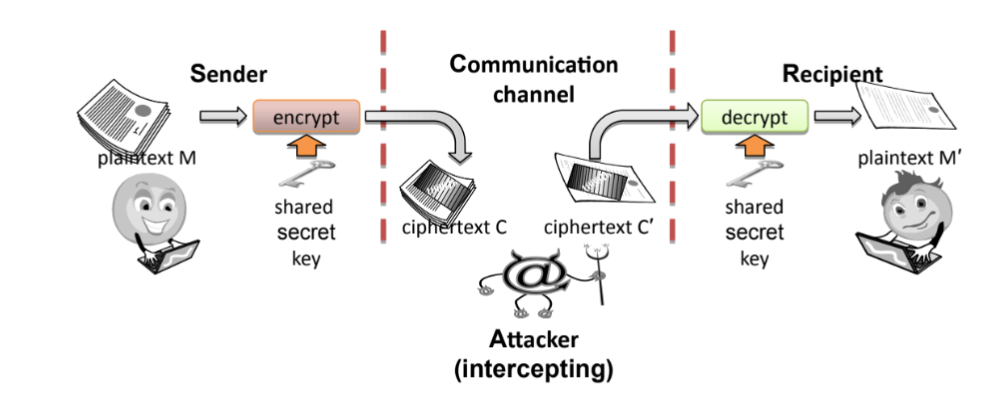 Sender
Communication
channel
Recipient
encrypt
decrypt
plaintext M
plaintext M′
shared
secret
key
ciphertext C
ciphertext C′
shared
secret
key
@
Attacker
(intercepting)